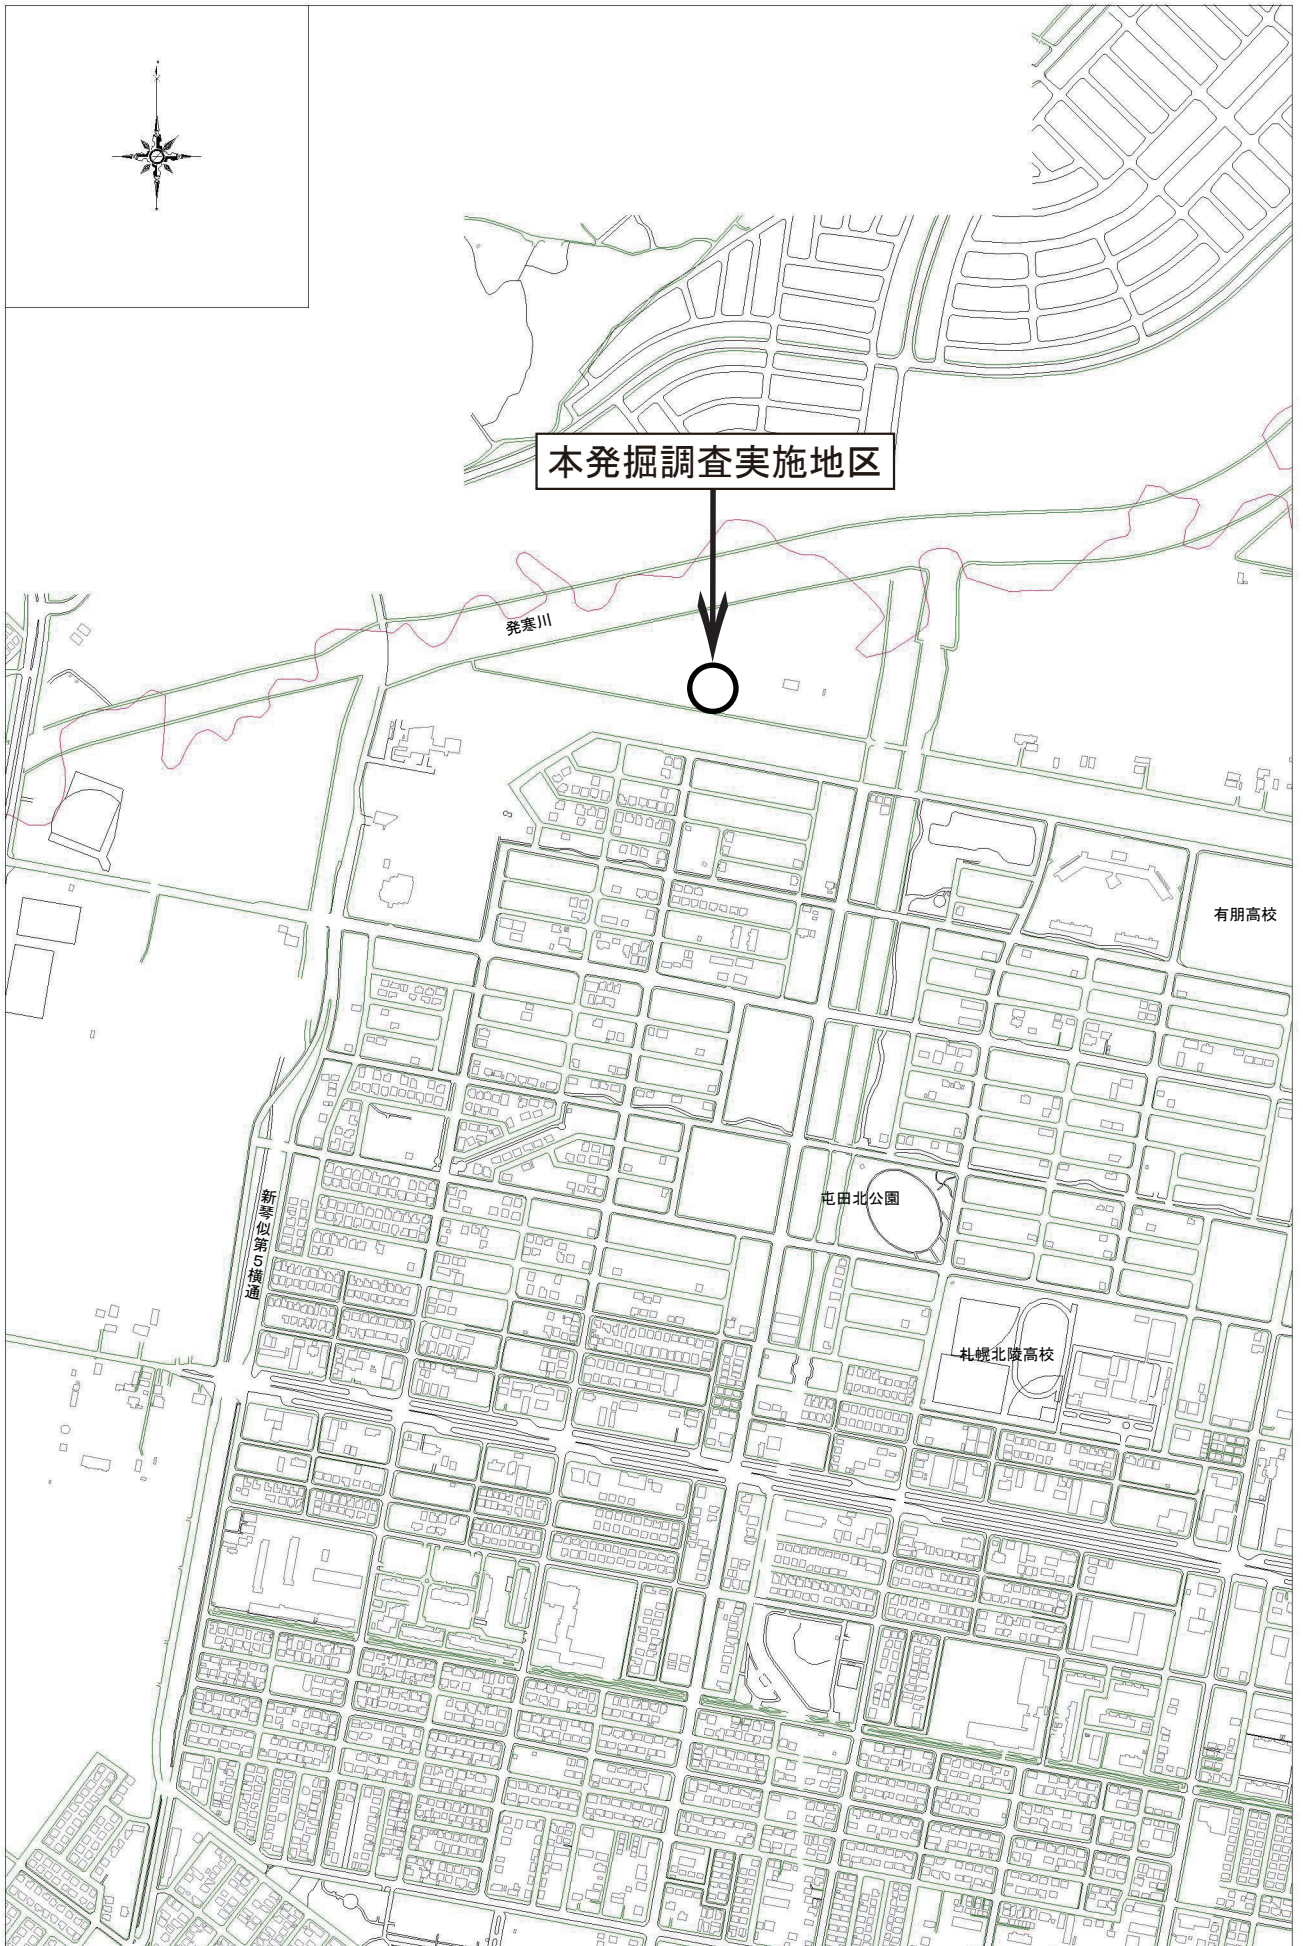 本発掘調査実施地区
発寒川
有朋高校
屯田北公園
新琴似第5横通
札幌北陵高校